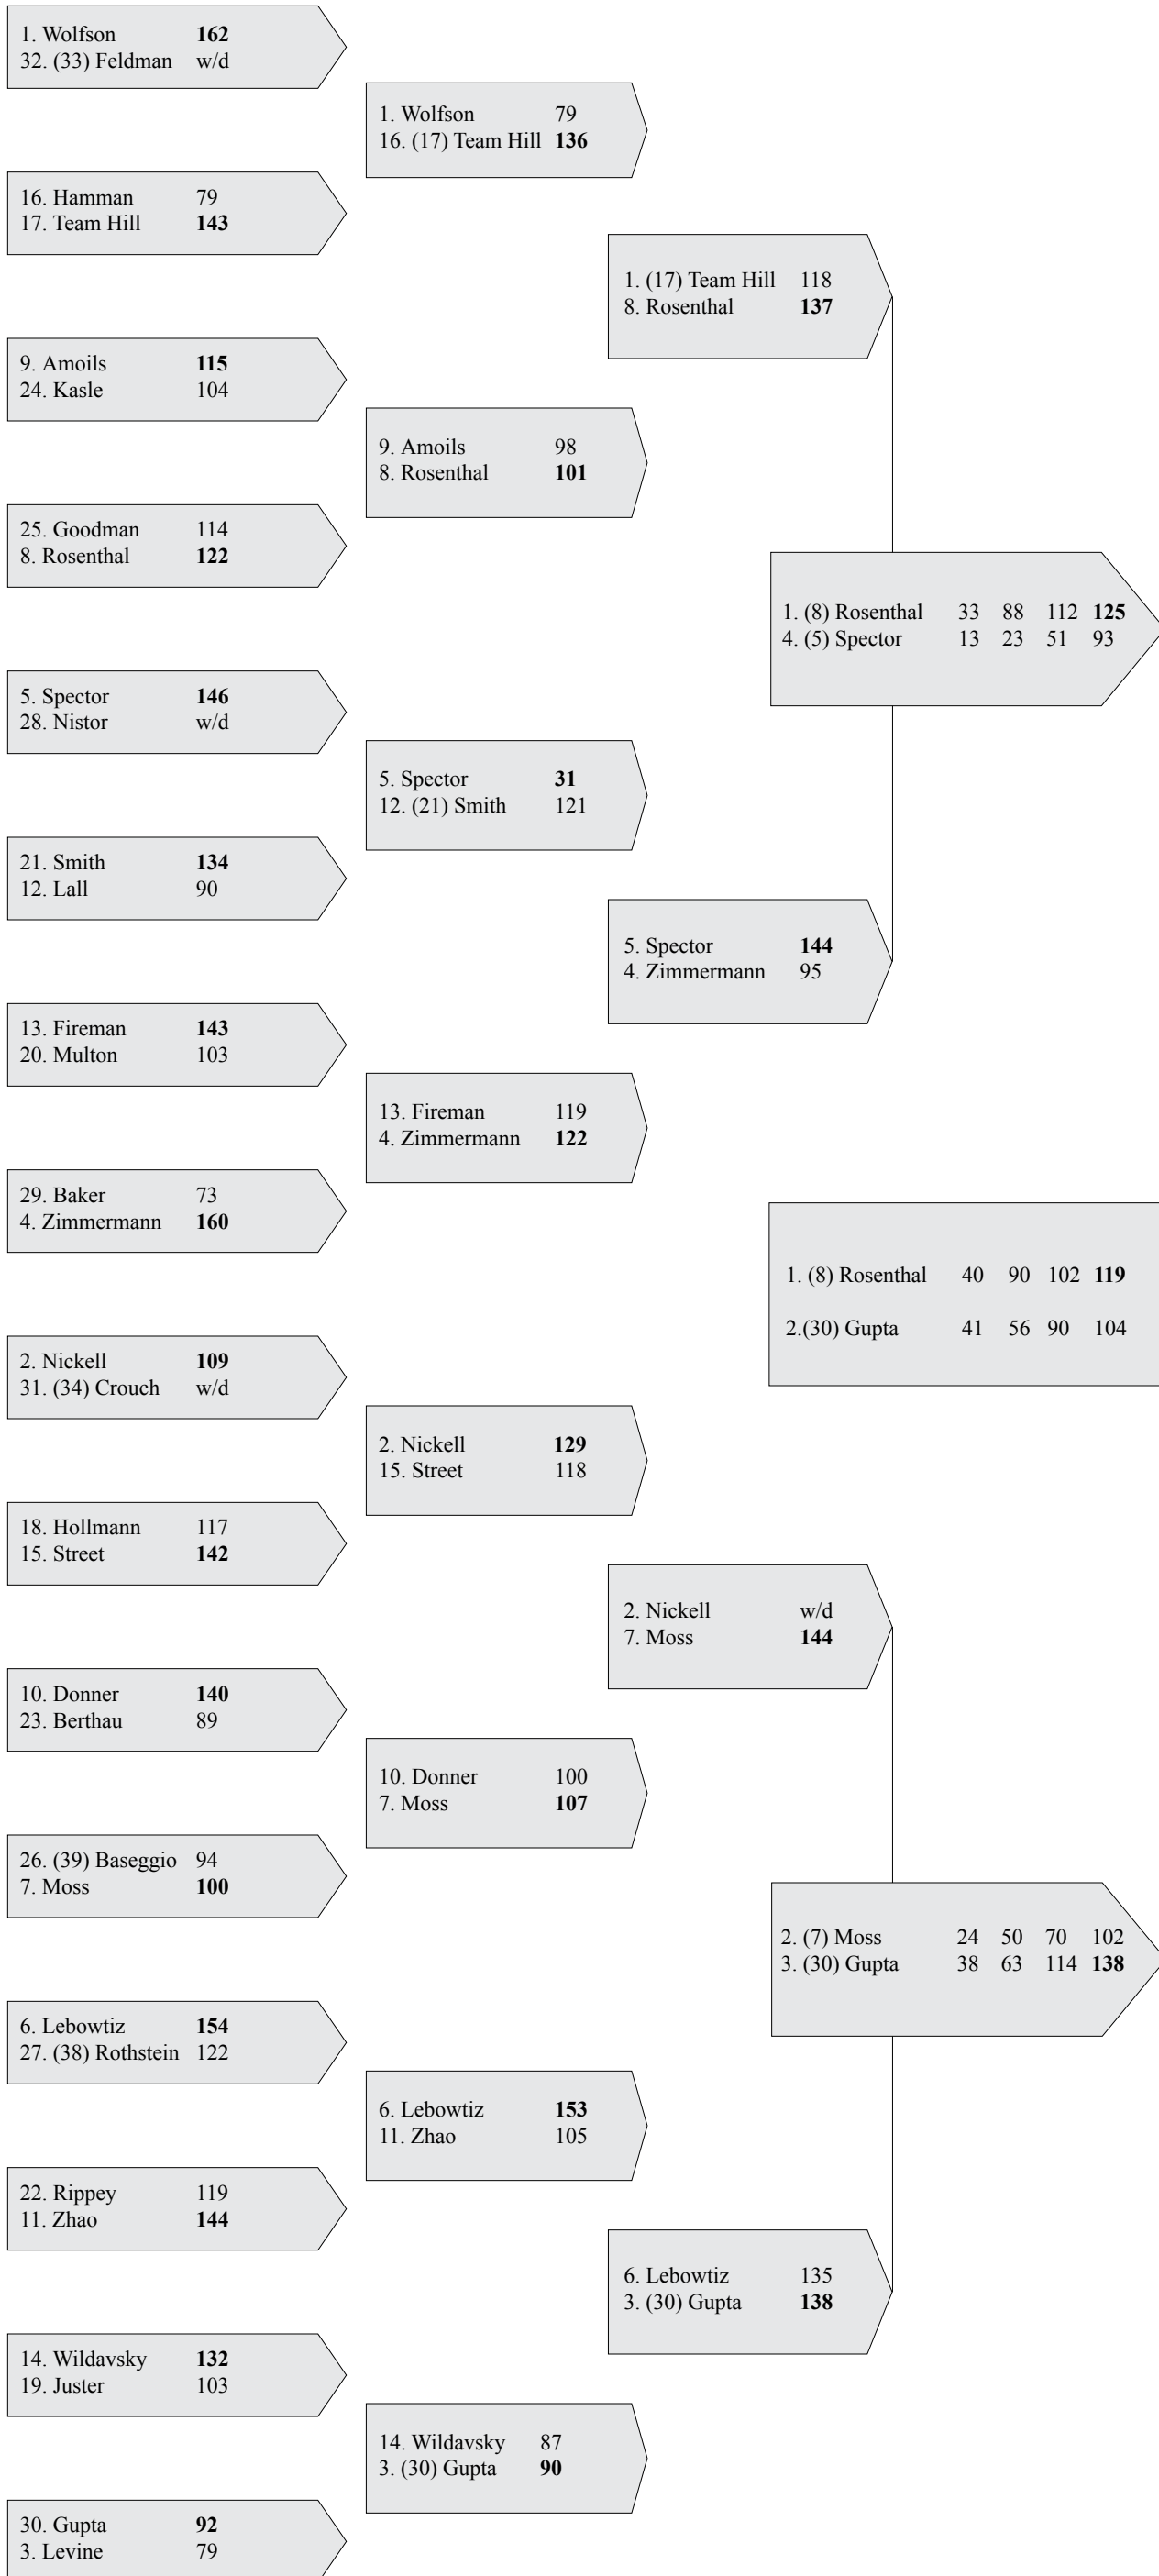 1. Wolfson 162
32. (33) Feldman w/d
1. Wolfson 79
16. (17) Team Hill 136
16. Hamman 79
17. Team Hill 143
1. (17) Team Hill 118
8. Rosenthal 137
9. Amoils 115
24. Kasle 104
9. Amoils 98
8. Rosenthal 101
25. Goodman 114
8. Rosenthal 122
1. (8) Rosenthal 33 88 112 125
4. (5) Spector 13 23 51 93
5. Spector 146
28. Nistor w/d
5. Spector 31
12. (21) Smith 121
21. Smith 134
12. Lall 90
5. Spector 144
4. Zimmermann 95
13. Fireman 143
20. Multon 103
13. Fireman 119
4. Zimmermann 122
29. Baker 73
4. Zimmermann 160
1. (8) Rosenthal 40 90 102 119
2.(30) Gupta 41 56 90 104
2. Nickell 109
31. (34) Crouch w/d
2. Nickell 129
15. Street 118
18. Hollmann 117
15. Street 142
2. Nickell w/d
7. Moss 144
10. Donner 140
23. Berthau 89
10. Donner 100
7. Moss 107
26. (39) Baseggio 94
7. Moss 100
2. (7) Moss 24 50 70 102
3. (30) Gupta 38 63 114 138
6. Lebowtiz 154
27. (38) Rothstein 122
6. Lebowtiz 153
11. Zhao 105
22. Rippey 119
11. Zhao 144
6. Lebowtiz 135
3. (30) Gupta 138
14. Wildavsky 132
19. Juster 103
14. Wildavsky 87
3. (30) Gupta 90
30. Gupta 92
3. Levine 79